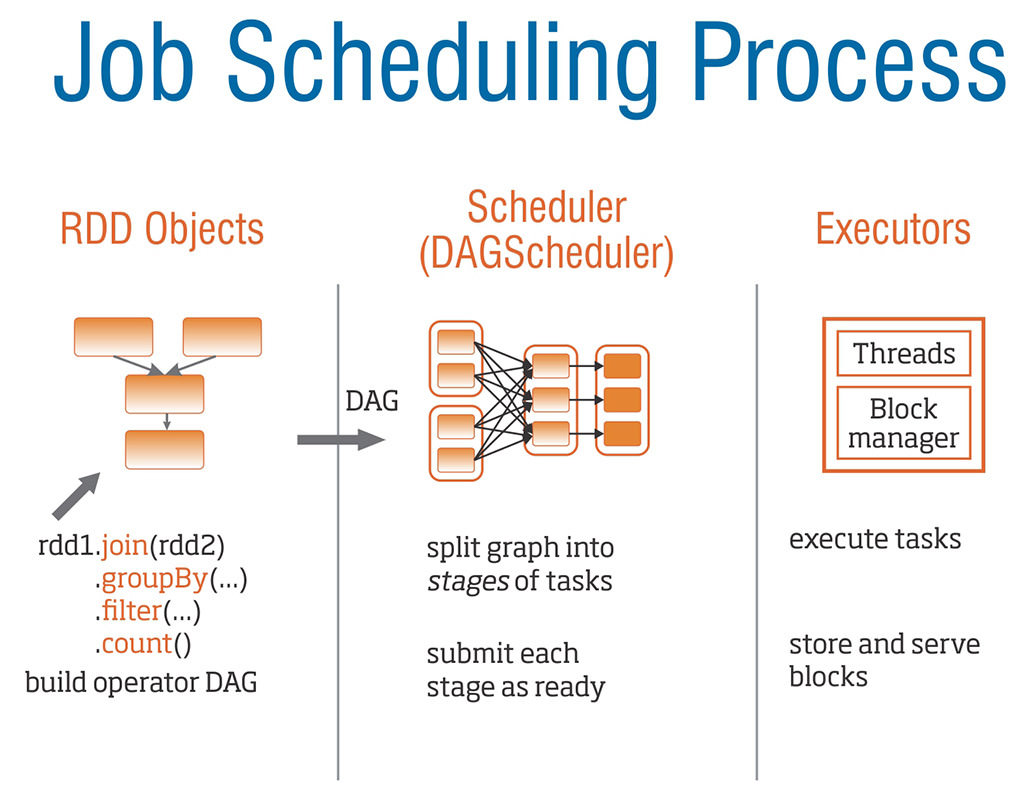 Job Scheduling Process
RDD Objects
rdd1.join(rdd2)
.groupBy(...)
.filter(...)
.count()
build operator DAG
DAG
Scheduler
(DAGScheduler)
split graph into
stages of tasks
submit each
stage as ready
Executors
Threads
Block
manager
execute tasks
store and serve
blocks